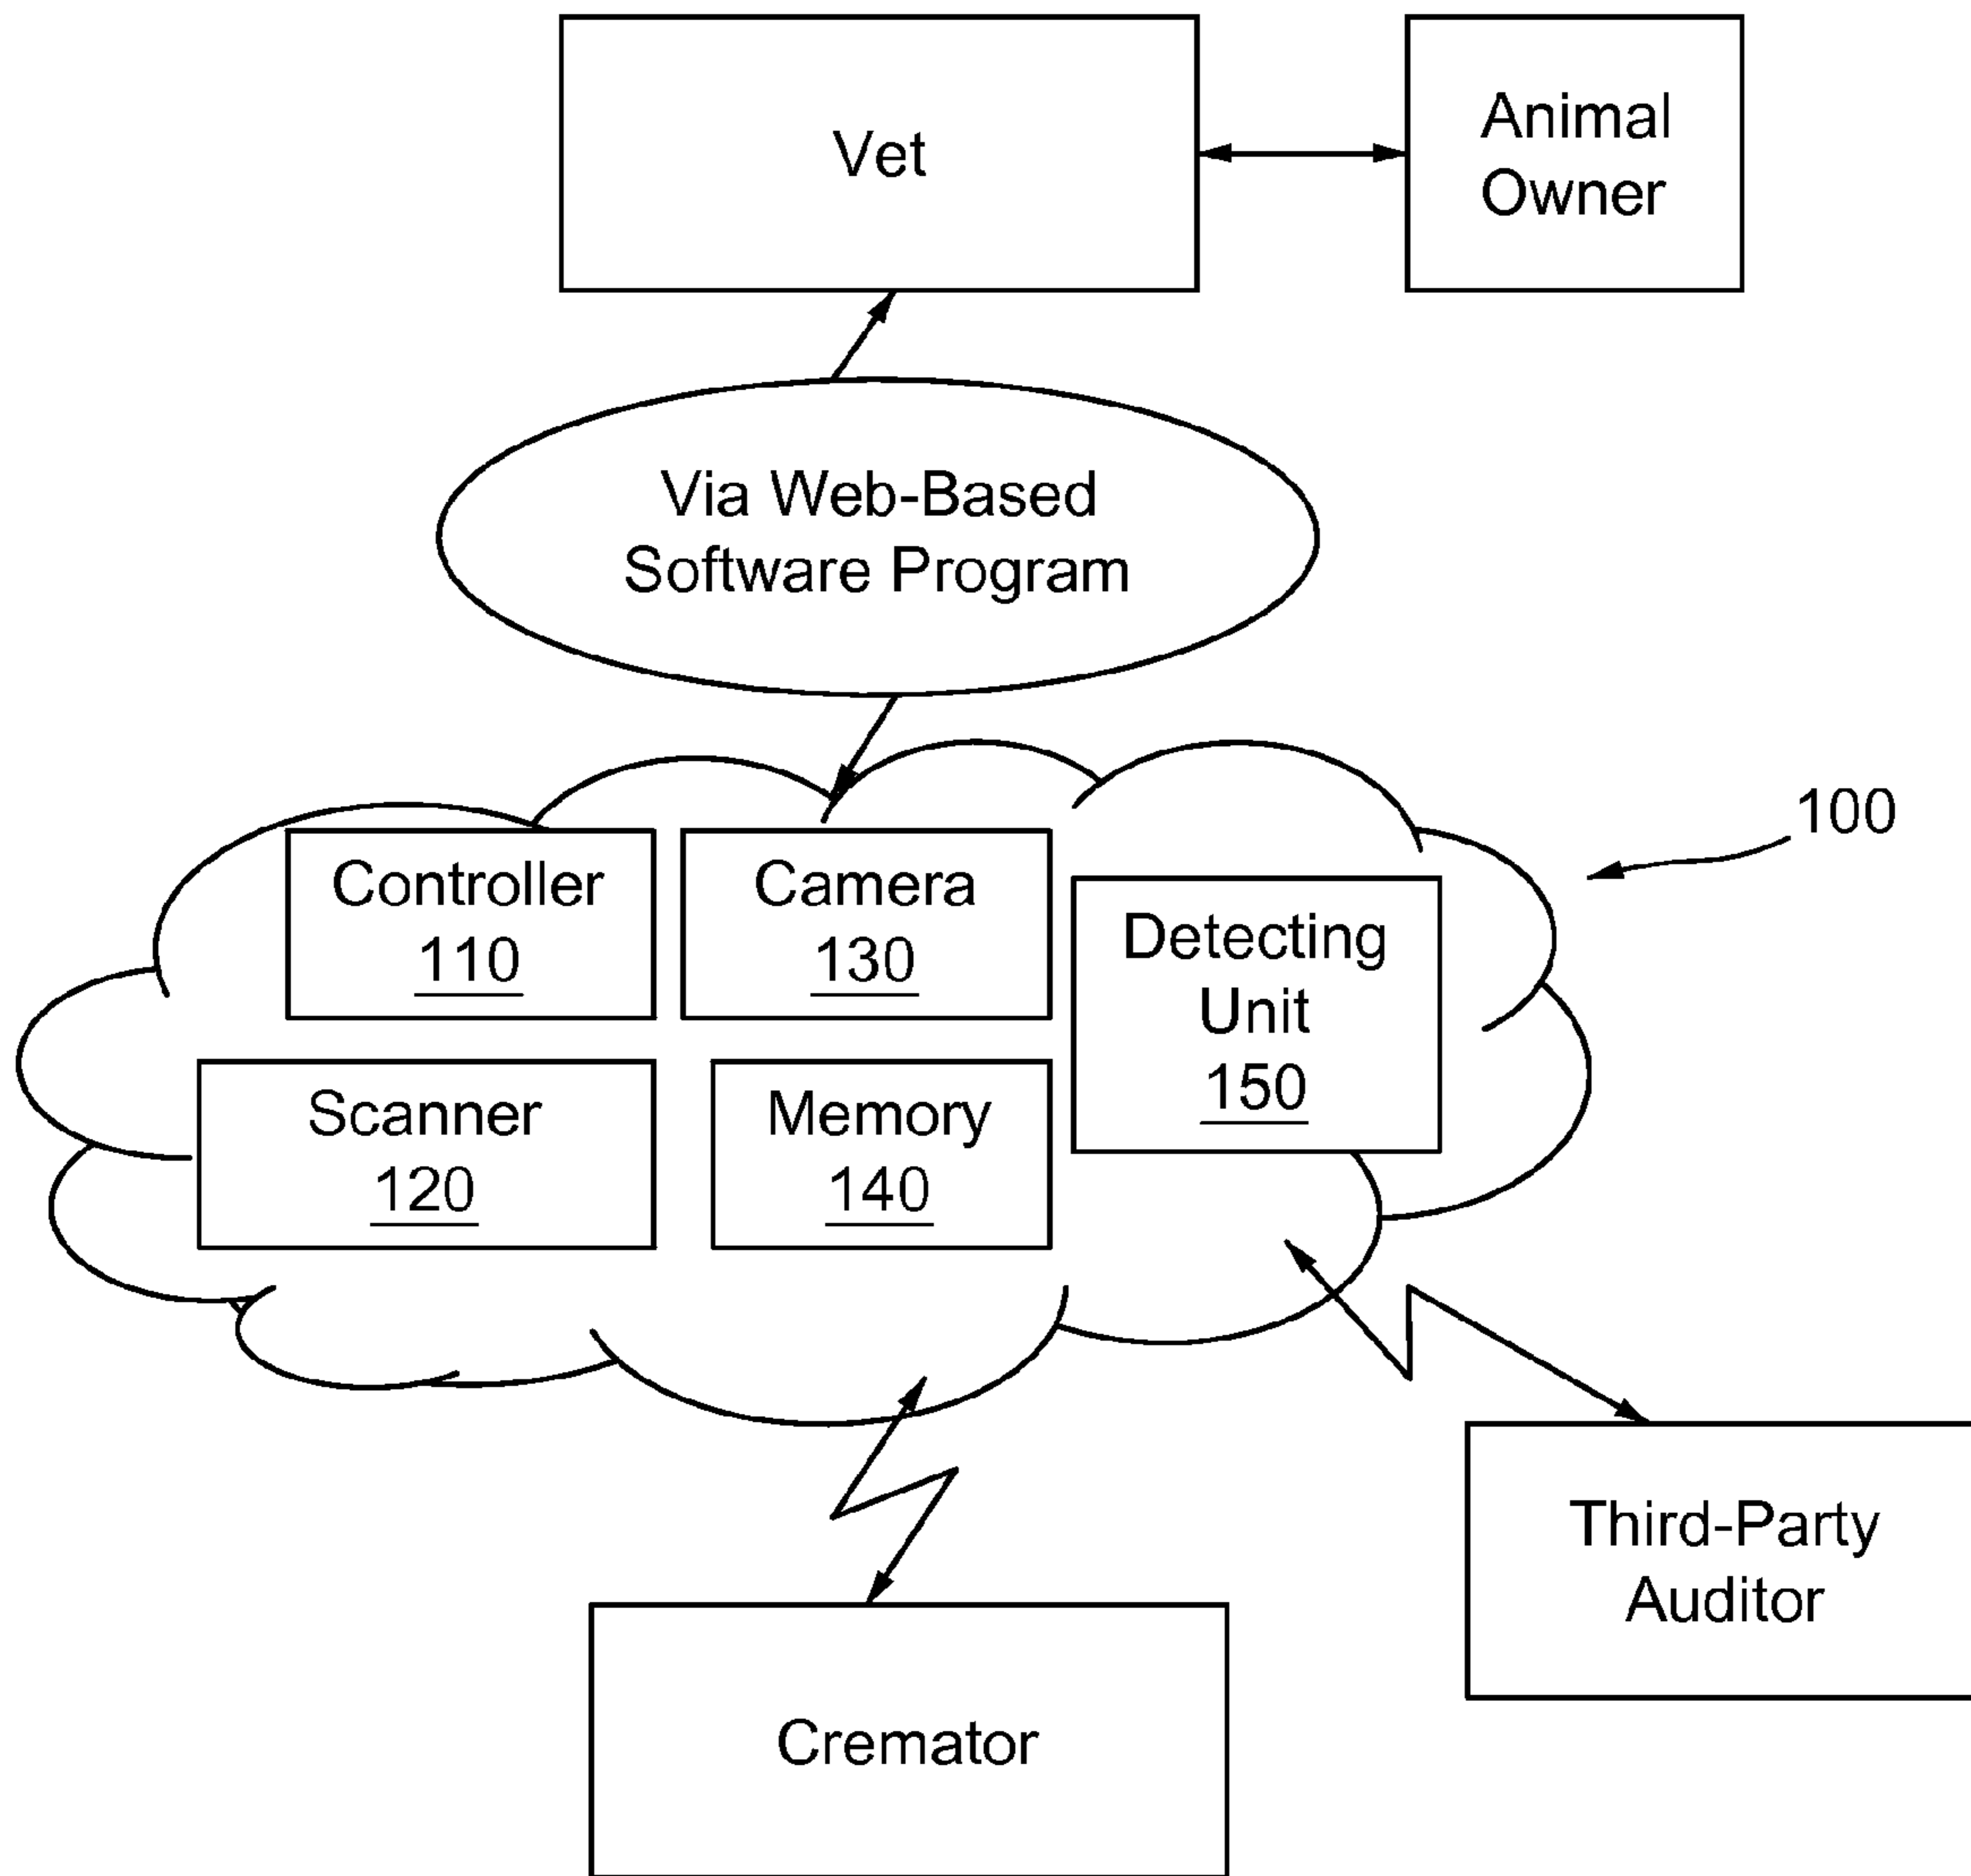 Vet
Animal
Owner
Via Web-Based
Software Program
100
Controller
110
Camera
130
Detecting
Unit
150
Scanner
120
Memory
140
Third-Party
Auditor
Cremator